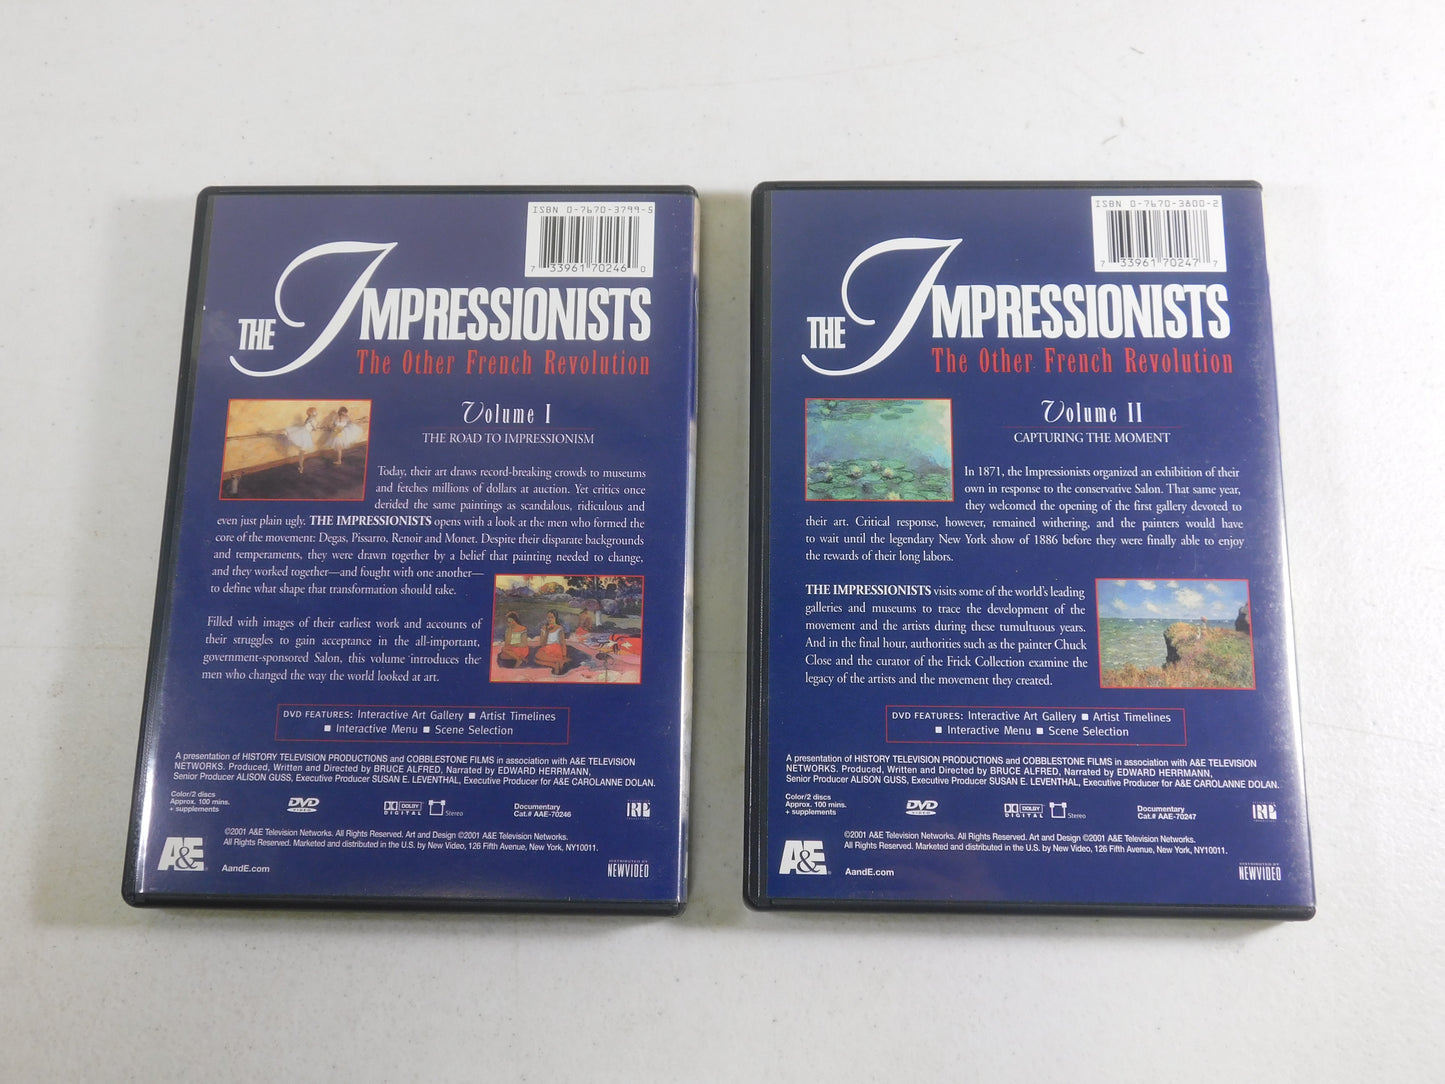 ISBN 0-7670-3799-5
7 33961 70246 0
THE IMPRESSIONISTS
The Other French Revolution
Volume I
THE ROAD TO IMPRESSIONISM
Today, their art draws record-breaking crowds to museums
and fetches millions of dollars at auction. Yet critics once
derided the same paintings as scandalous, ridiculous and
even just plain ugly. THE IMPRESSIONISTS opens with a look at the men who formed the
core of the movement: Degas, Pissarro, Renoir and Monet. Despite their disparate backgrounds
and temperaments, they were drawn together by a belief that painting needed to change,
and they worked together—and fought with one another—
to define what shape that transformation should take.
Filled with images of their earliest work and accounts of
their struggles to gain acceptance in the all-important,
government-sponsored Salon, this volume introduces the
men who changed the way the world looked at art.
DVD FEATURES: Interactive Art Gallery ■ Artist Timelines
■ Interactive Menu ■ Scene Selection
A presentation of HISTORY TELEVISION PRODUCTIONS and COBBLESTONE FILMS in association with A&E TELEVISION
NETWORKS. Produced, Written and Directed by BRUCE ALFRED, Narrated by EDWARD HERRMANN,
Senior Producer ALISON GUSS, Executive Producer SUSAN E. LEVENTHAL, Executive Producer for A&E CAROLANNE DOLAN.
Color/2 discs
Approx. 100 mins.
+ supplements
DVD VIDEO
DOLBY DIGITAL
Stereo
Documentary
Cat.# AAE-70246
©2001 A&E Television Networks. All Rights Reserved. Art and Design ©2001 A&E Television Networks.
All Rights Reserved. Marketed and distributed in the U.S. by New Video, 126 Fifth Avenue, New York, NY10011.
A&E
AandE.com
DISTRIBUTED BY
NEWVIDEO
ISBN 0-7670-3800-2
7 33961 70247 7
THE IMPRESSIONISTS
The Other French Revolution
Volume II
CAPTURING THE MOMENT
In 1871, the Impressionists organized an exhibition of their
own in response to the conservative Salon. That same year,
they welcomed the opening of the first gallery devoted to
their art. Critical response, however, remained withering, and the painters would have
to wait until the legendary New York show of 1886 before they were finally able to enjoy
the rewards of their long labors.
THE IMPRESSIONISTS visits some of the world's leading
galleries and museums to trace the development of the
movement and the artists during these tumultuous years.
And in the final hour, authorities such as the painter Chuck
Close and the curator of the Frick Collection examine the
legacy of the artists and the movement they created.
DVD FEATURES: Interactive Art Gallery ■ Artist Timelines
■ Interactive Menu ■ Scene Selection
A presentation of HISTORY TELEVISION PRODUCTIONS and COBBLESTONE FILMS in association with A&E TELEVISION
NETWORKS. Produced, Written and Directed by BRUCE ALFRED, Narrated by EDWARD HERRMANN,
Senior Producer ALISON GUSS, Executive Producer SUSAN E. LEVENTHAL, Executive Producer for A&E CAROLANNE DOLAN.
Color/2 discs
Approx. 100 mins.
+ supplements
DVD VIDEO
DOLBY DIGITAL
Stereo
Documentary
Cat.# AAE-70247
©2001 A&E Television Networks. All Rights Reserved. Art and Design ©2001 A&E Television Networks.
All Rights Reserved. Marketed and distributed in the U.S. by New Video, 126 Fifth Avenue, New York, NY10011.
A&E
AandE.com
DISTRIBUTED BY
NEWVIDEO